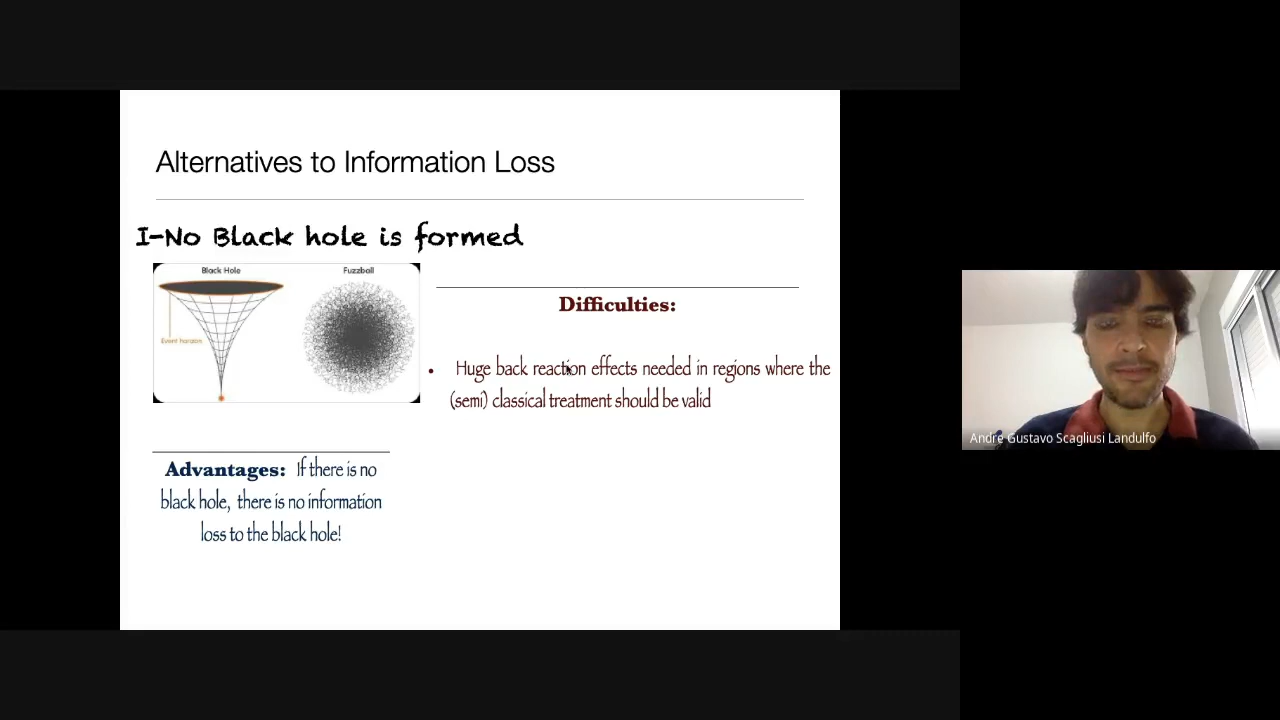 Alternatives to Information Loss
I-No Black hole is formed
Black Hole
Fuzzball
Event horizon
Difficulties:
• Huge back reaction effects needed in regions where the
(semi) classical treatment should be valid
Advantages: If there is no
black hole, there is no information
loss to the black hole!
Andre Gustavo Scagliusi Landulfo